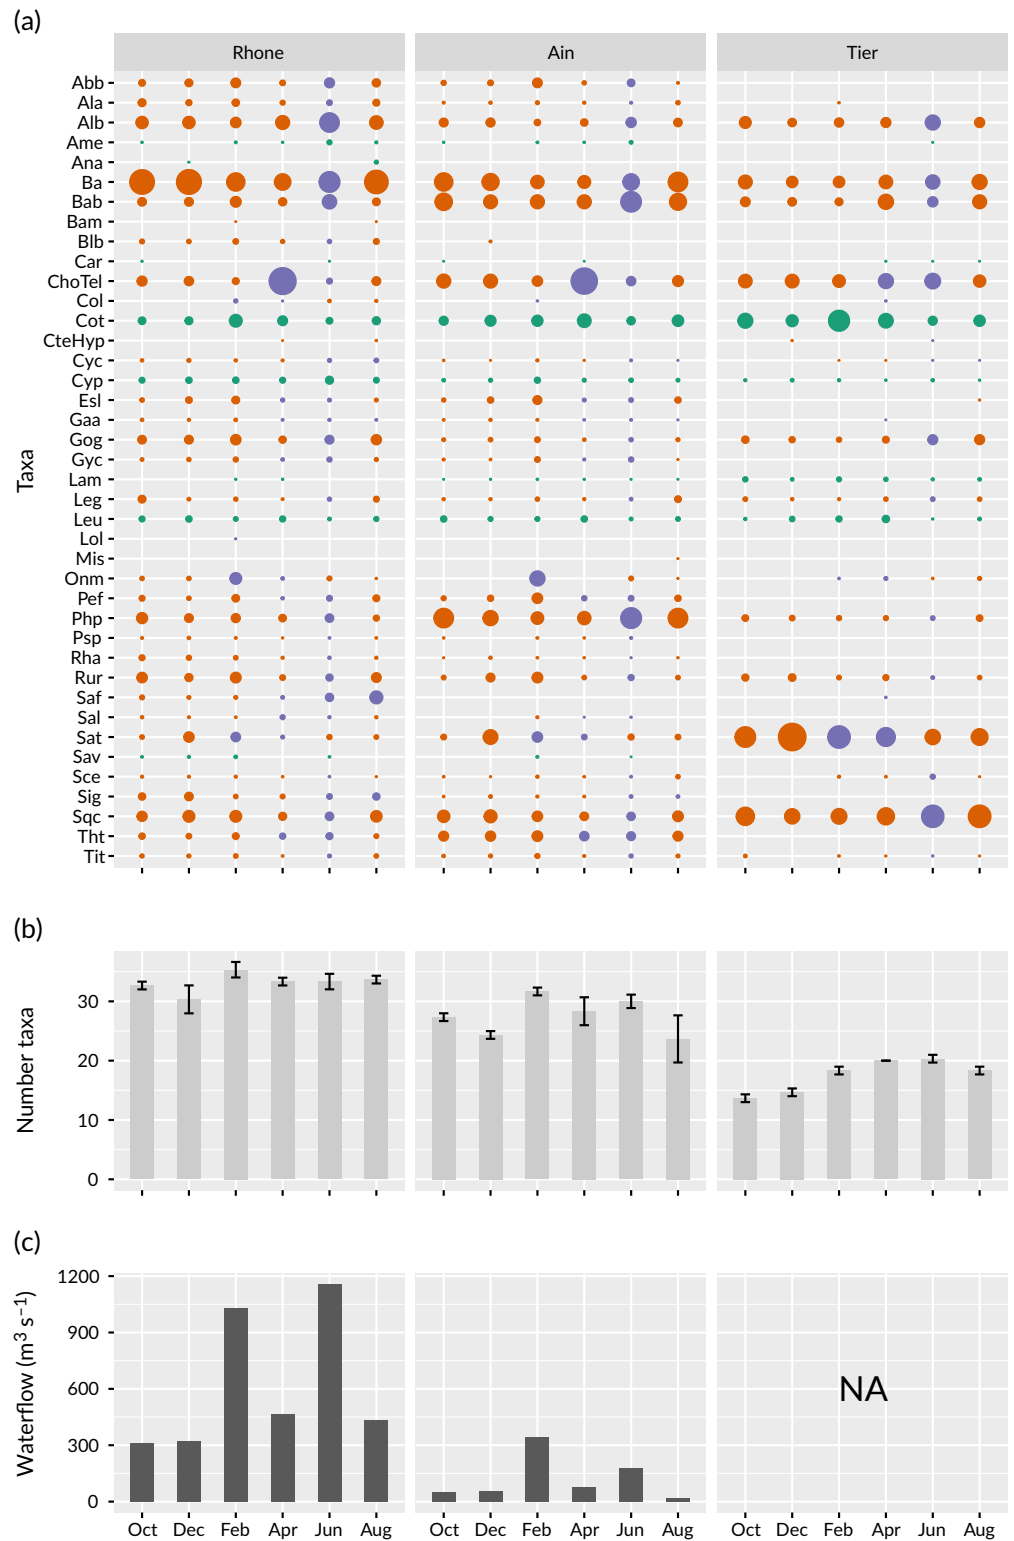 (a)
Rhone
Ain
Tier
Taxa
Abb
Ala
Alb
Ame
Ana
Ba
Bab
Bam
Blb
Car
ChoTel
Col
Cot
CteHyp
Cyc
Cyp
Esl
Gaa
Gog
Gyc
Lam
Leg
Leu
Lol
Mis
Onm
Pef
Php
Psp
Rha
Rur
Saf
Sal
Sat
Sav
Sce
Sig
Sqc
Tht
Tit
(b)
Number taxa
30
20
10
0
(c)
Waterflow (m³ s⁻¹)
1200
900
600
300
0
NA
Oct Dec Feb Apr Jun Aug
Oct Dec Feb Apr Jun Aug
Oct Dec Feb Apr Jun Aug